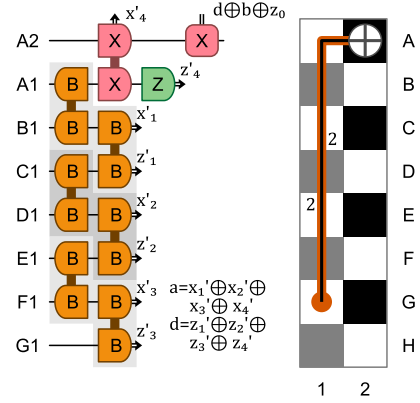 d⊕b⊕z₀
x'₄
A2 X X
A1 B X Z z'₄
B1 B B x'₁
C1 B B z'₁
D1 B B x'₂
E1 B B z'₂
F1 B B x'₃
G1 B z'₃
a=x₁'⊕x₂'⊕
x₃'⊕ x₄'
d=z₁'⊕z₂'⊕
z₃'⊕ z₄'
A
B
C
2
D
2
E
F
G
H
1 2